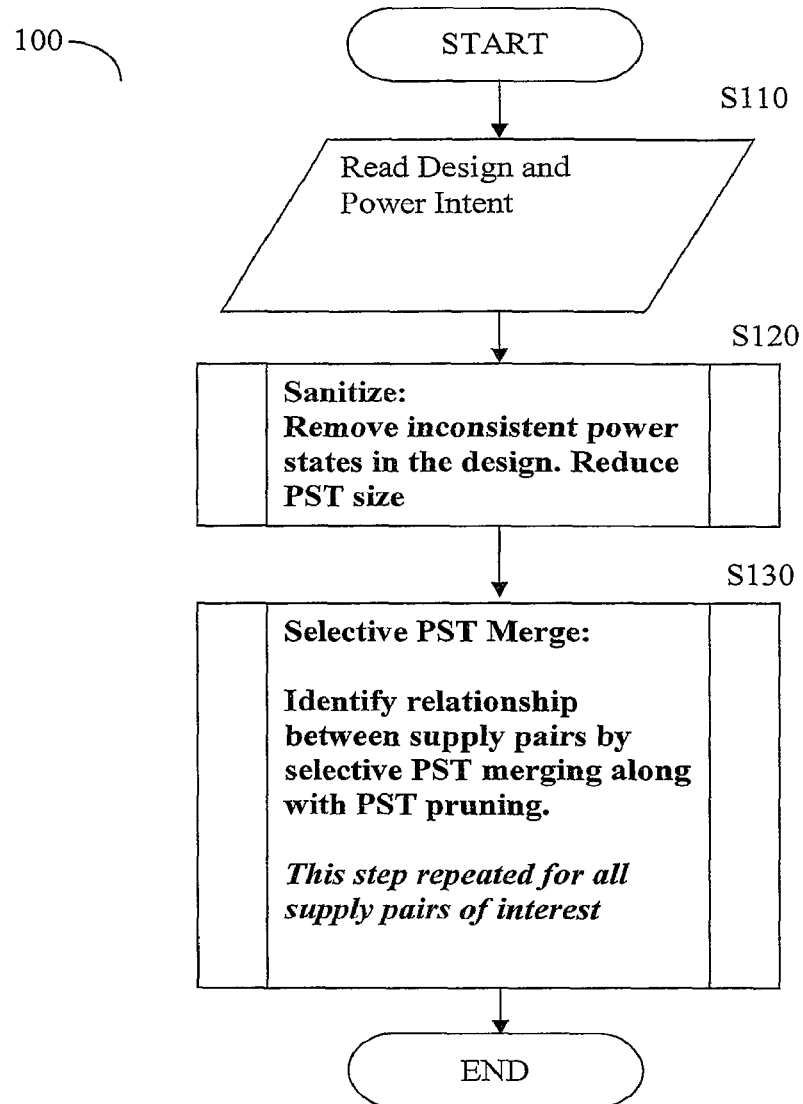 100
START
S110
Read Design and
Power Intent
S120
Sanitize:
Remove inconsistent power
states in the design. Reduce
PST size
S130
Selective PST Merge:
Identify relationship
between supply pairs by
selective PST merging along
with PST pruning.
This step repeated for all
supply pairs of interest
END